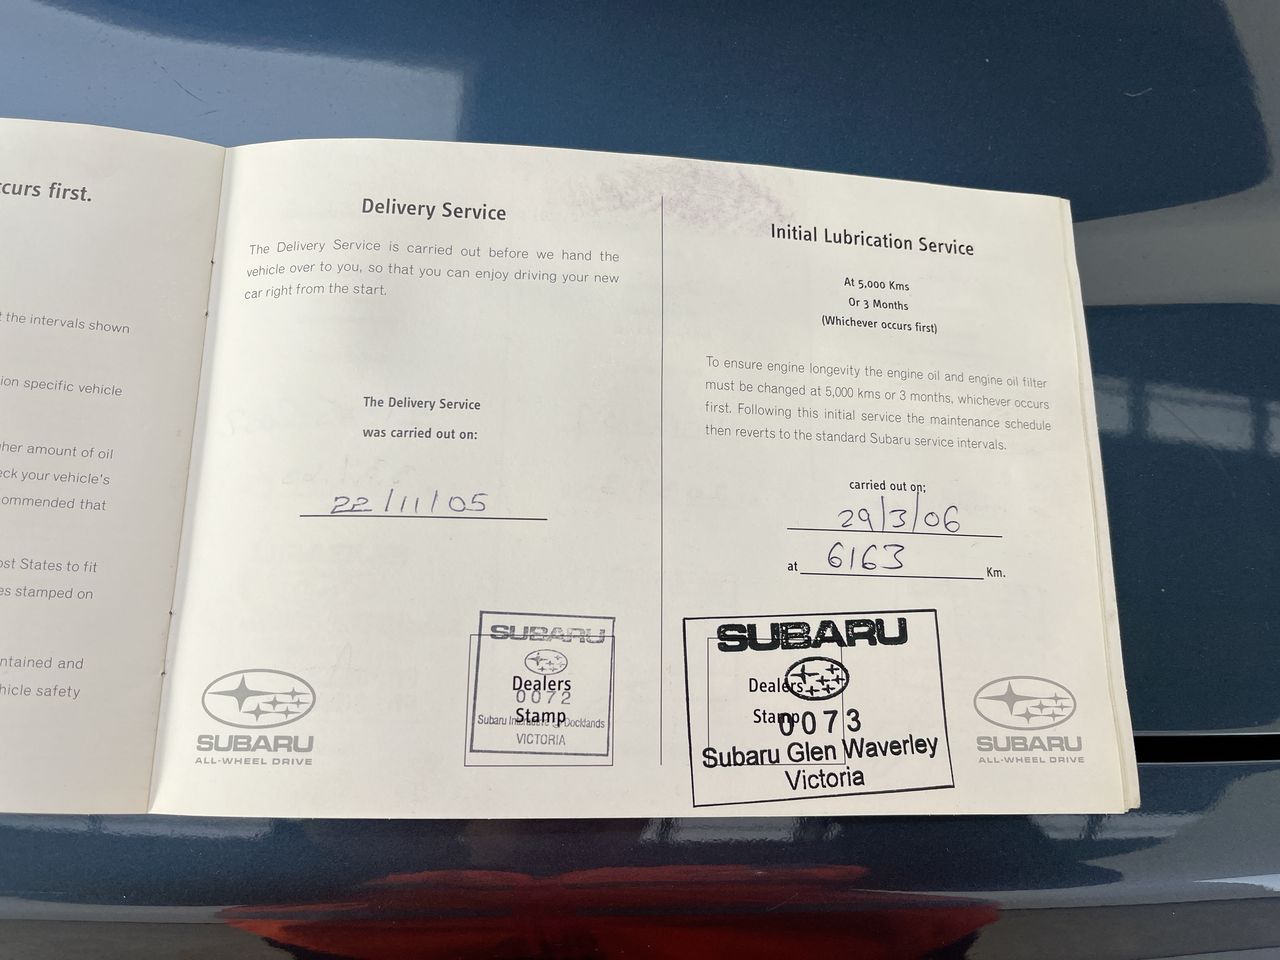 curs first.
t the intervals shown
ion specific vehicle
her amount of oil
eck your vehicle's
ommended that
ost States to fit
es stamped on
ntained and
hicle safety
Delivery Service
The Delivery Service is carried out before we hand the
vehicle over to you, so that you can enjoy driving your new
car right from the start.
The Delivery Service
was carried out on:
22/11/05
SUBARU
Dealers
0072
Stamp
Subaru Docklands
VICTORIA
SUBARU
ALL-WHEEL DRIVE
Initial Lubrication Service
At 5,000 Kms
Or 3 Months
(Whichever occurs first)
To ensure engine longevity the engine oil and engine oil filter
must be changed at 5,000 kms or 3 months, whichever occurs
first. Following this initial service the maintenance schedule
then reverts to the standard Subaru service intervals.
carried out on;
29/3/06
at 6163 Km.
SUBARU
Dealers
Stamp
0073
Subaru Glen Waverley
Victoria
SUBARU
ALL-WHEEL DRIVE